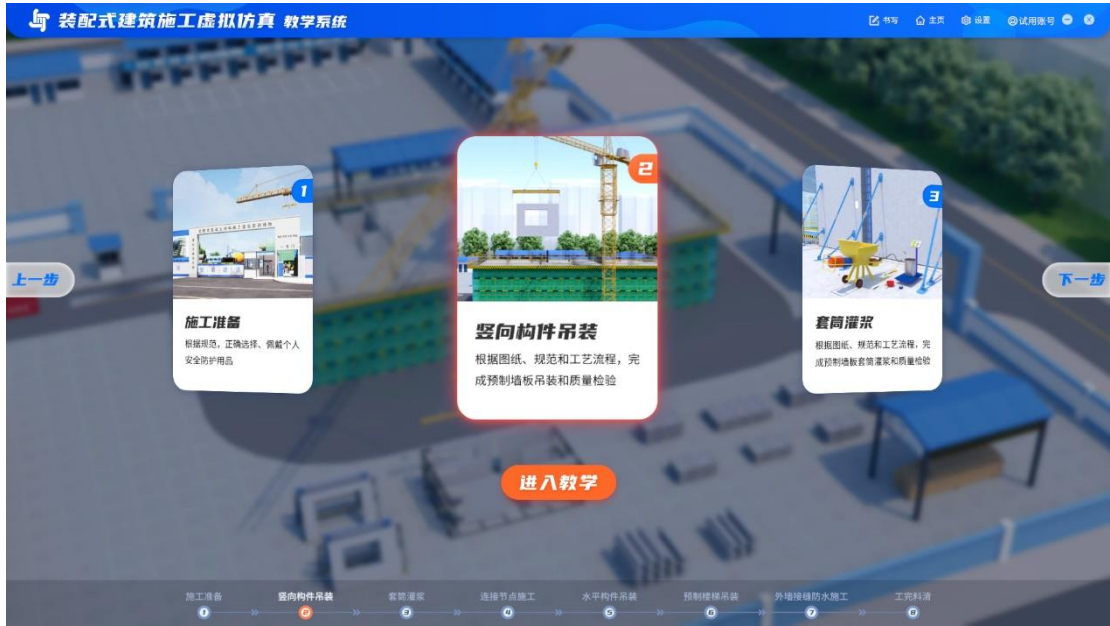 装配式建筑施工虚拟仿真 教学系统
书写 主页 设置 试用账号
1
施工准备
根据规范，正确选择、佩戴个人
安全防护用品
2
竖向构件吊装
根据图纸、规范和工艺流程，完
成预制墙板吊装和质量检验
3
套筒灌浆
根据图纸、规范和工艺流程，完
成预制墙板套筒灌浆和质量检验
上一步
下一步
进入教学
施工准备 竖向构件吊装 套筒灌浆 连接节点施工 水平构件吊装 预制楼梯吊装 外墙接缝防水施工 工完料清
1 2 3 4 5 6 7 8